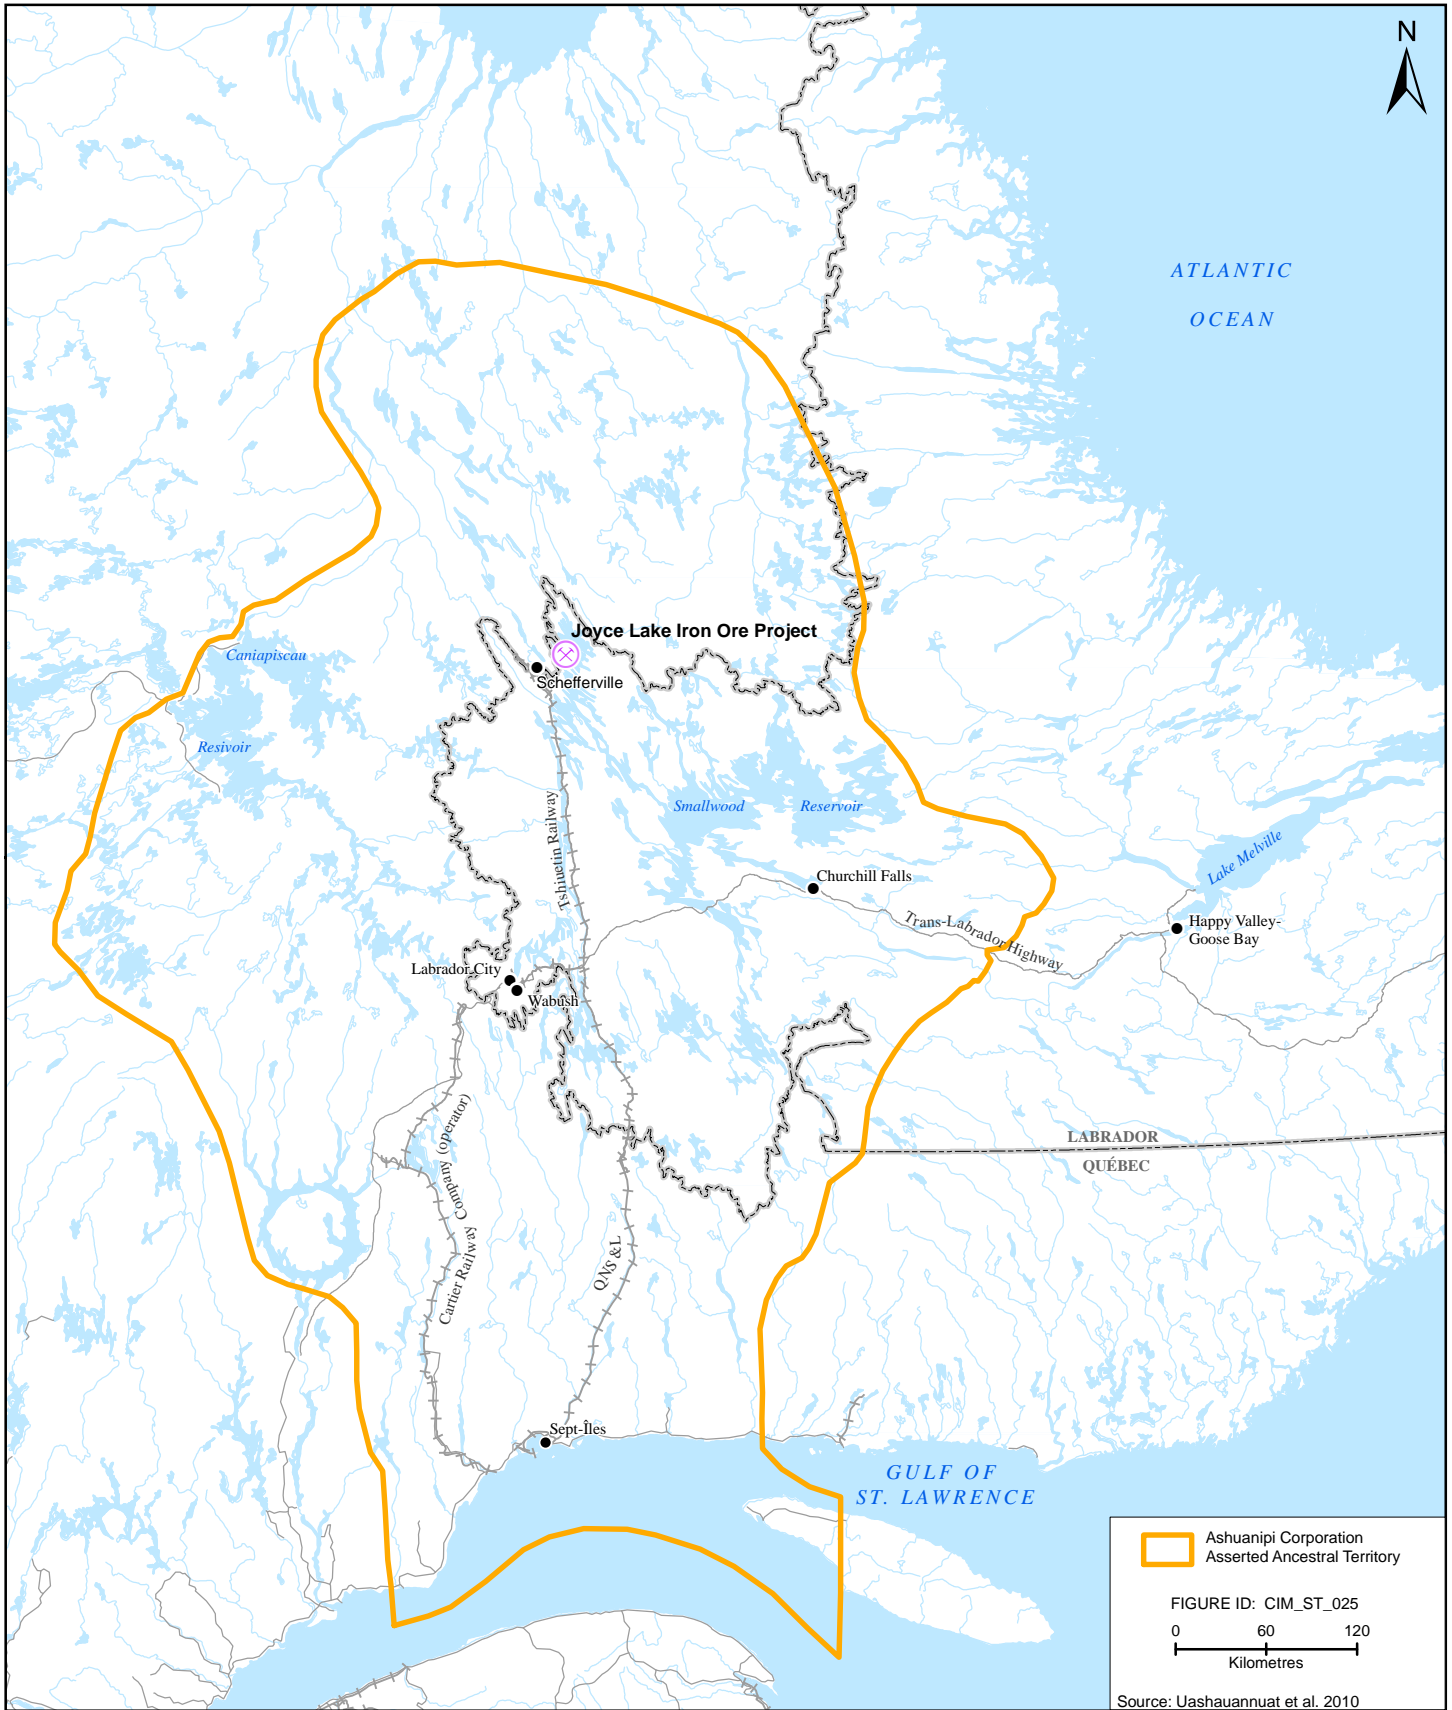 N
ATLANTIC
OCEAN
Joyce Lake Iron Ore Project
Schefferville
Caniapiscau
Resivoir
Tshiuetin Railway
Smallwood Reservoir
Churchill Falls
Lake Melville
Trans-Labrador Highway
Happy Valley-
Goose Bay
Labrador City
Wabush
LABRADOR
QUÉBEC
Cartier Railway Company (operator)
QNS&L
Sept-Îles
GULF OF
ST. LAWRENCE
Ashuanipi Corporation
Asserted Ancestral Territory
FIGURE ID: CIM_ST_025
0 60 120
Kilometres
Source: Uashauannuat et al. 2010